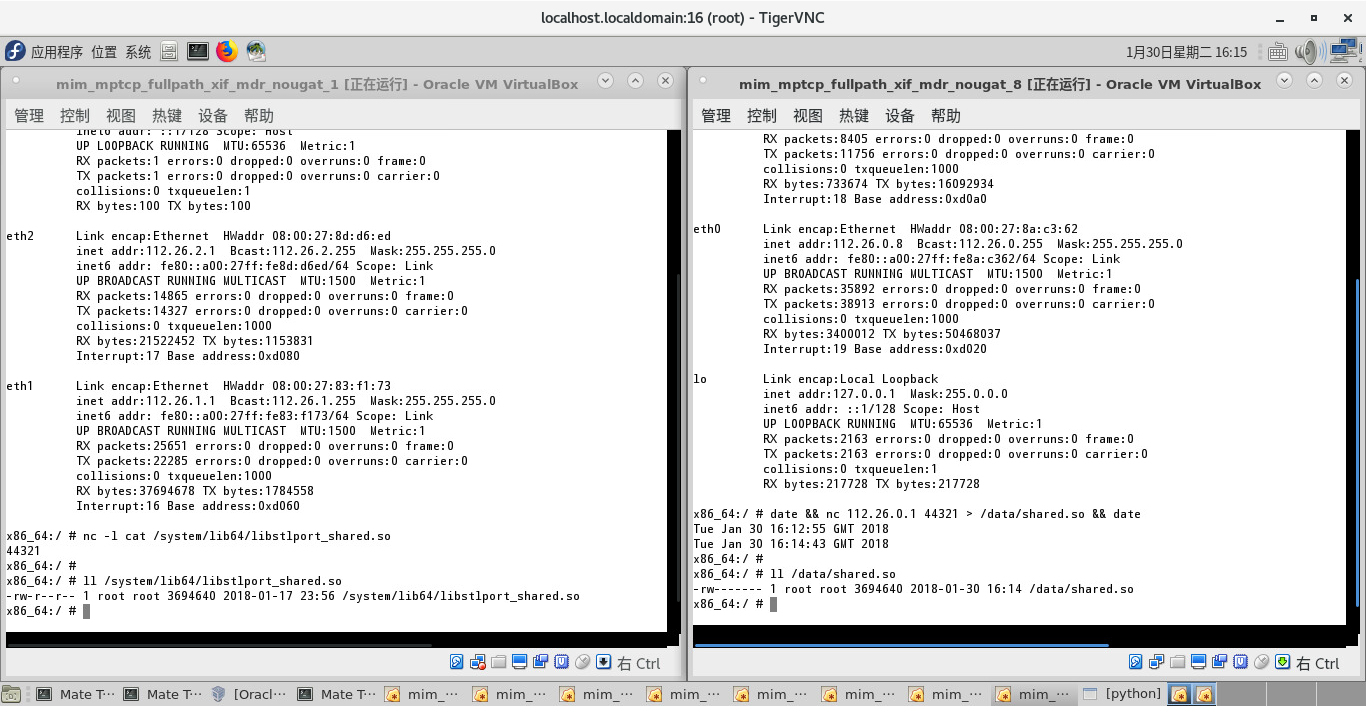 localhost.localdomain:16 (root) - TigerVNC
应用程序 位置 系统
1月30日星期二 16:15
mim_mptcp_fullpath_xif_mdr_nougat_1 [正在运行] - Oracle VM VirtualBox
管理 控制 视图 热键 设备 帮助
inet6 addr: ::1/128 Scope: Host
UP LOOPBACK RUNNING  MTU:65536  Metric:1
RX packets:1 errors:0 dropped:0 overruns:0 frame:0
TX packets:1 errors:0 dropped:0 overruns:0 carrier:0
collisions:0 txqueuelen:1
RX bytes:100 TX bytes:100
eth2      Link encap:Ethernet  HWaddr 08:00:27:8d:d6:ed
inet addr:112.26.2.1  Bcast:112.26.2.255  Mask:255.255.255.0
inet6 addr: fe80::a00:27ff:fe8d:d6ed/64 Scope: Link
UP BROADCAST RUNNING MULTICAST  MTU:1500  Metric:1
RX packets:14865 errors:0 dropped:0 overruns:0 frame:0
TX packets:14327 errors:0 dropped:0 overruns:0 carrier:0
collisions:0 txqueuelen:1000
RX bytes:21522452 TX bytes:1153831
Interrupt:17 Base address:0xd080
eth1      Link encap:Ethernet  HWaddr 08:00:27:83:f1:73
inet addr:112.26.1.1  Bcast:112.26.1.255  Mask:255.255.255.0
inet6 addr: fe80::a00:27ff:fe83:f173/64 Scope: Link
UP BROADCAST RUNNING MULTICAST  MTU:1500  Metric:1
RX packets:25651 errors:0 dropped:0 overruns:0 frame:0
TX packets:22285 errors:0 dropped:0 overruns:0 carrier:0
collisions:0 txqueuelen:1000
RX bytes:37694678 TX bytes:1784558
Interrupt:16 Base address:0xd060
x86_64:/ # nc -l cat /system/lib64/libstlport_shared.so
44321
x86_64:/ #
x86_64:/ # ll /system/lib64/libstlport_shared.so
-rw-r--r-- 1 root root 3694640 2018-01-17 23:56 /system/lib64/libstlport_shared.so
x86_64:/ #
右 Ctrl
mim_mptcp_fullpath_xif_mdr_nougat_8 [正在运行] - Oracle VM VirtualBox
管理 控制 视图 热键 设备 帮助
RX packets:8405 errors:0 dropped:0 overruns:0 frame:0
TX packets:11756 errors:0 dropped:0 overruns:0 carrier:0
collisions:0 txqueuelen:1000
RX bytes:733674 TX bytes:16092934
Interrupt:18 Base address:0xd0a0
eth0      Link encap:Ethernet  HWaddr 08:00:27:8a:c3:62
inet addr:112.26.0.8  Bcast:112.26.0.255  Mask:255.255.255.0
inet6 addr: fe80::a00:27ff:fe8a:c362/64 Scope: Link
UP BROADCAST RUNNING MULTICAST  MTU:1500  Metric:1
RX packets:35892 errors:0 dropped:0 overruns:0 frame:0
TX packets:38913 errors:0 dropped:0 overruns:0 carrier:0
collisions:0 txqueuelen:1000
RX bytes:3400012 TX bytes:50468037
Interrupt:19 Base address:0xd020
lo        Link encap:Local Loopback
inet addr:127.0.0.1  Mask:255.0.0.0
inet6 addr: ::1/128 Scope: Host
UP LOOPBACK RUNNING  MTU:65536  Metric:1
RX packets:2163 errors:0 dropped:0 overruns:0 frame:0
TX packets:2163 errors:0 dropped:0 overruns:0 carrier:0
collisions:0 txqueuelen:1
RX bytes:217728 TX bytes:217728
x86_64:/ # date && nc 112.26.0.1 44321 > /data/shared.so && date
Tue Jan 30 16:12:55 GMT 2018
Tue Jan 30 16:14:43 GMT 2018
x86_64:/ #
x86_64:/ # ll /data/shared.so
-rw------- 1 root root 3694640 2018-01-30 16:14 /data/shared.so
x86_64:/ #
右 Ctrl
Mate T··· Mate T··· [Oracl··· Mate T··· mim_··· mim_··· mim_··· mim_··· mim_··· mim_··· mim_··· mim_··· [python]